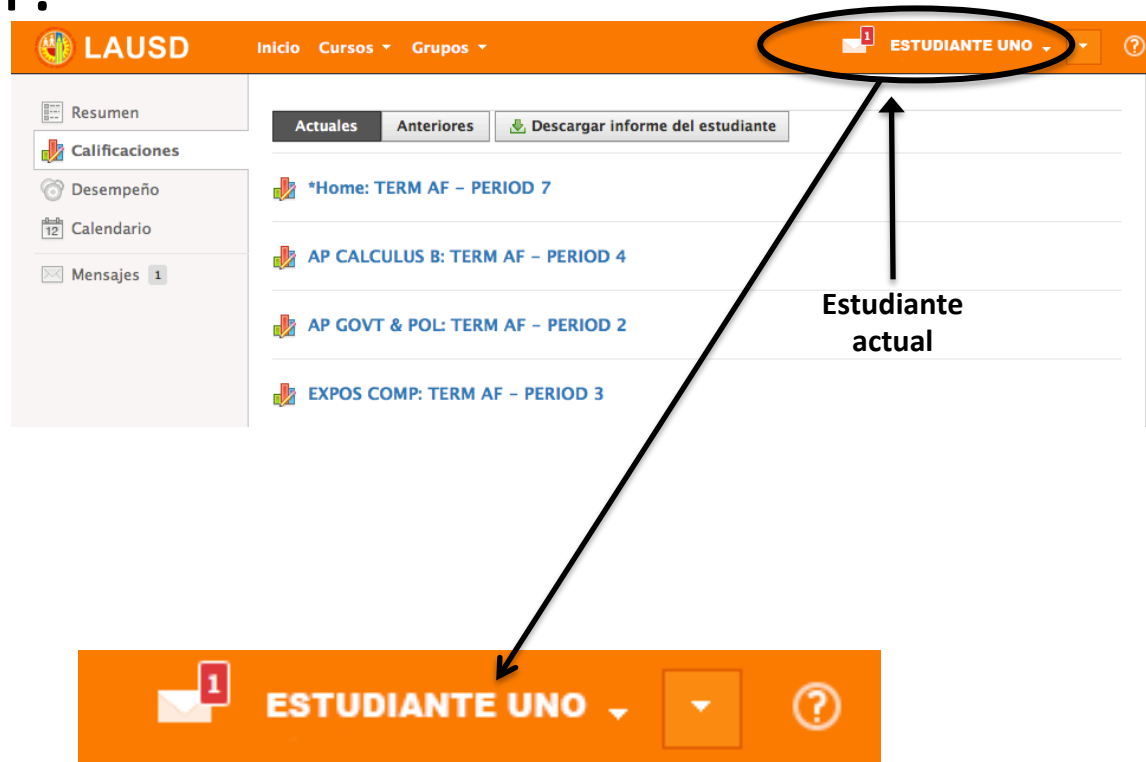 LAUSD Inicio Cursos Grupos 1 ESTUDIANTE UNO ?
Resumen
Calificaciones
Desempeño
12 Calendario
Mensajes 1
Actuales Anteriores Descargar informe del estudiante
*Home: TERM AF – PERIOD 7
AP CALCULUS B: TERM AF – PERIOD 4
AP GOVT & POL: TERM AF – PERIOD 2
EXPOS COMP: TERM AF – PERIOD 3
Estudiante
actual
1 ESTUDIANTE UNO ?